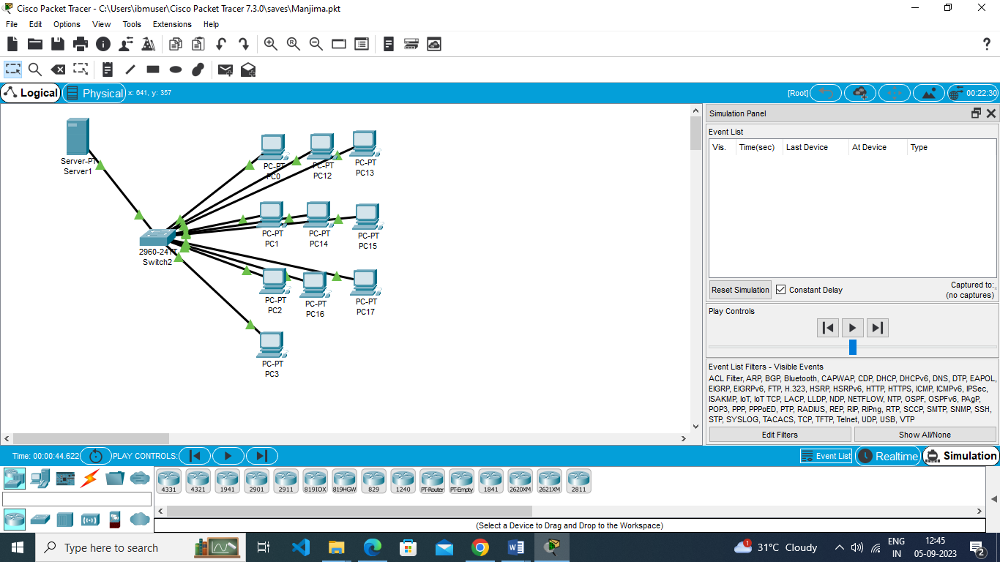 Cisco Packet Tracer - C:\Users\ibmuser\Cisco Packet Tracer 7.3.0\saves\Manjima.pkt
File Edit Options View Tools Extensions Help
?
Logical Physical x: 641, y: 357 [Root] 00:22:30
Server-PT
Server1
PC-PT
PC0
PC-PT
PC12
PC-PT
PC13
PC-PT
PC1
PC-PT
PC14
PC-PT
PC15
2960-24TT
Switch2
PC-PT
PC2
PC-PT
PC16
PC-PT
PC17
PC-PT
PC3
Simulation Panel
Event List
Vis. Time(sec) Last Device At Device Type
Reset Simulation Constant Delay Captured to:
(no captures)
Play Controls
Event List Filters - Visible Events
ACL Filter, ARP, BGP, Bluetooth, CAPWAP, CDP, DHCP, DHCPv6, DNS, DTP, EAPOL,
EIGRP, EIGRPv6, FTP, H.323, HSRP, HSRPv6, HTTP, HTTPS, ICMP, ICMPv6, IPSec,
ISAKMP, IoT, IoT TCP, LACP, LLDP, NDP, NETFLOW, NTP, OSPF, OSPFv6, PAgP,
POP3, PPP, PPPoED, PTP, RADIUS, REP, RIP, RIPng, RTP, SCCP, SMTP, SNMP, SSH,
STP, SYSLOG, TACACS, TCP, TFTP, Telnet, UDP, USB, VTP
Edit Filters Show All/None
Time: 00:00:44.622 PLAY CONTROLS: Event List Realtime Simulation
4331 4321 1941 2901 2911 819IOX 819HGW 829 1240 PT-Router PT-Empty 1841 2620XM 2621XM 2811
(Select a Device to Drag and Drop to the Workspace)
Type here to search
1 31°C Cloudy
ENG
IN
12:45
05-09-2023
2